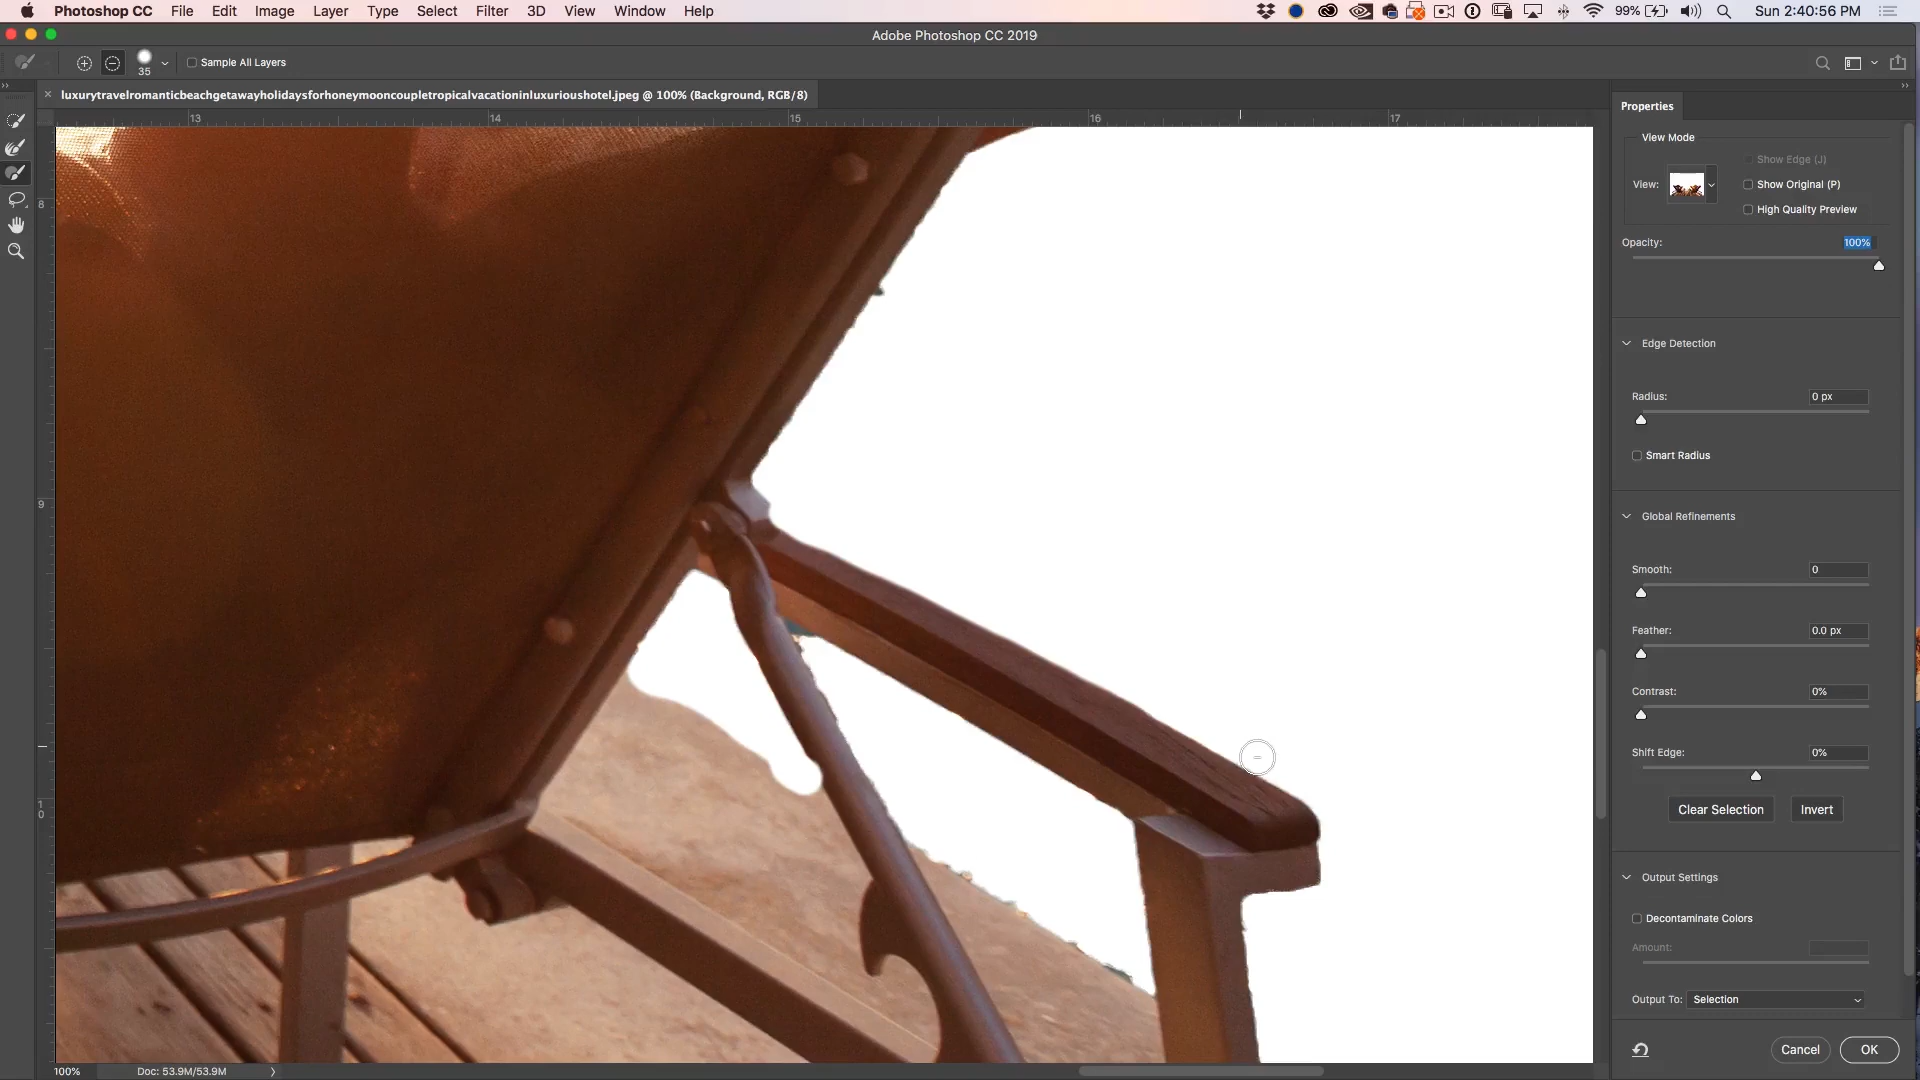 Photoshop CC File Edit Image Layer Type Select Filter 3D View Window Help 99% Sun 2:40:56 PM
Adobe Photoshop CC 2019
35 Sample All Layers
× luxurytravelromanticbeachgetawayholidaysforhoneymooncoupletropicalvacationinluxurioushotel.jpeg @ 100% (Background, RGB/8)
13 14 15 16 17
8
9
10
Properties
View Mode
Show Edge (J)
View: Show Original (P)
High Quality Preview
Opacity: 100%
Edge Detection
Radius: 0 px
Smart Radius
Global Refinements
Smooth: 0
Feather: 0.0 px
Contrast: 0%
Shift Edge: 0%
Clear Selection Invert
Output Settings
Decontaminate Colors
Amount:
Output To: Selection
Cancel OK
100% Doc: 53.9M/53.9M